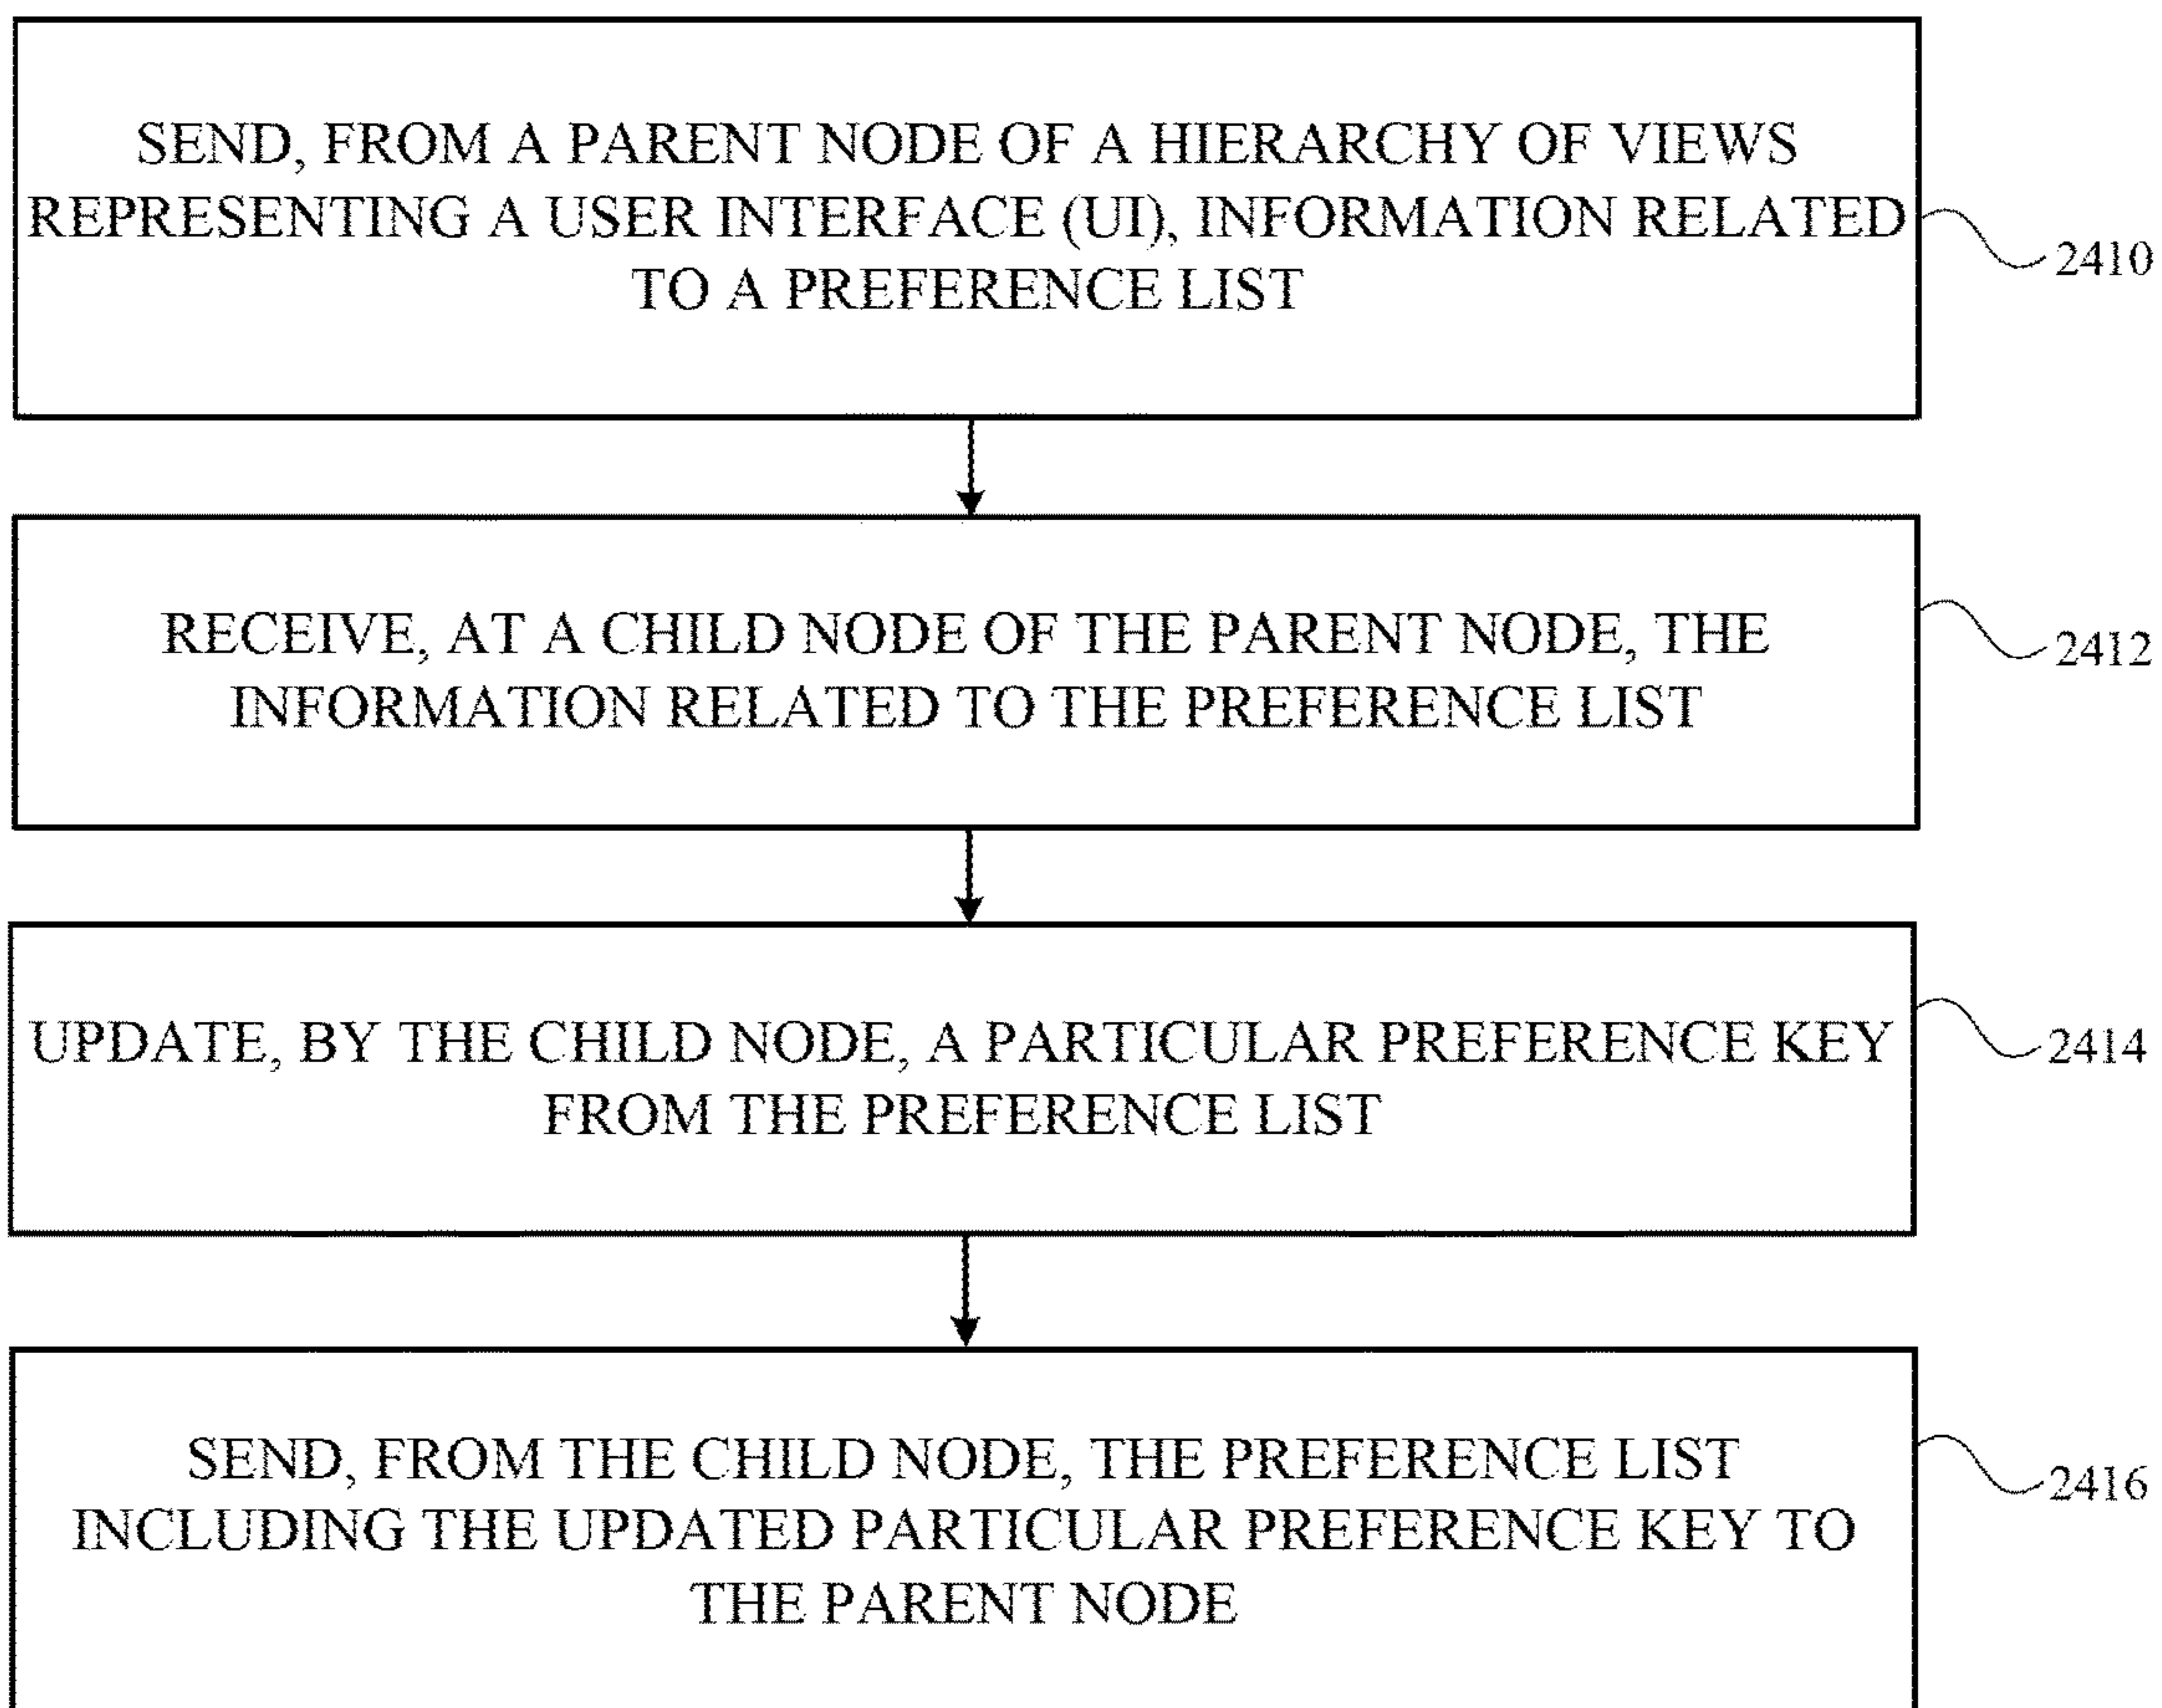 SEND, FROM A PARENT NODE OF A HIERARCHY OF VIEWS
REPRESENTING A USER INTERFACE (UI), INFORMATION RELATED
TO A PREFERENCE LIST
2410
RECEIVE, AT A CHILD NODE OF THE PARENT NODE, THE
INFORMATION RELATED TO THE PREFERENCE LIST
2412
UPDATE, BY THE CHILD NODE, A PARTICULAR PREFERENCE KEY
FROM THE PREFERENCE LIST
2414
SEND, FROM THE CHILD NODE, THE PREFERENCE LIST
INCLUDING THE UPDATED PARTICULAR PREFERENCE KEY TO
THE PARENT NODE
2416